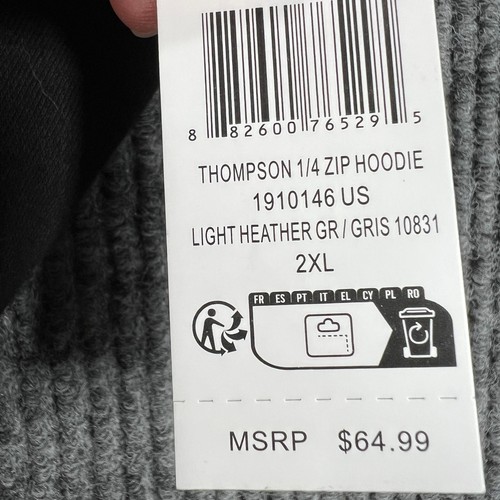 8 82600 76529 5
THOMPSON 1/4 ZIP HOODIE
1910146 US
LIGHT HEATHER GR / GRIS 10831
2XL
FR ES PT IT EL CY PL RO
MSRP $64.99